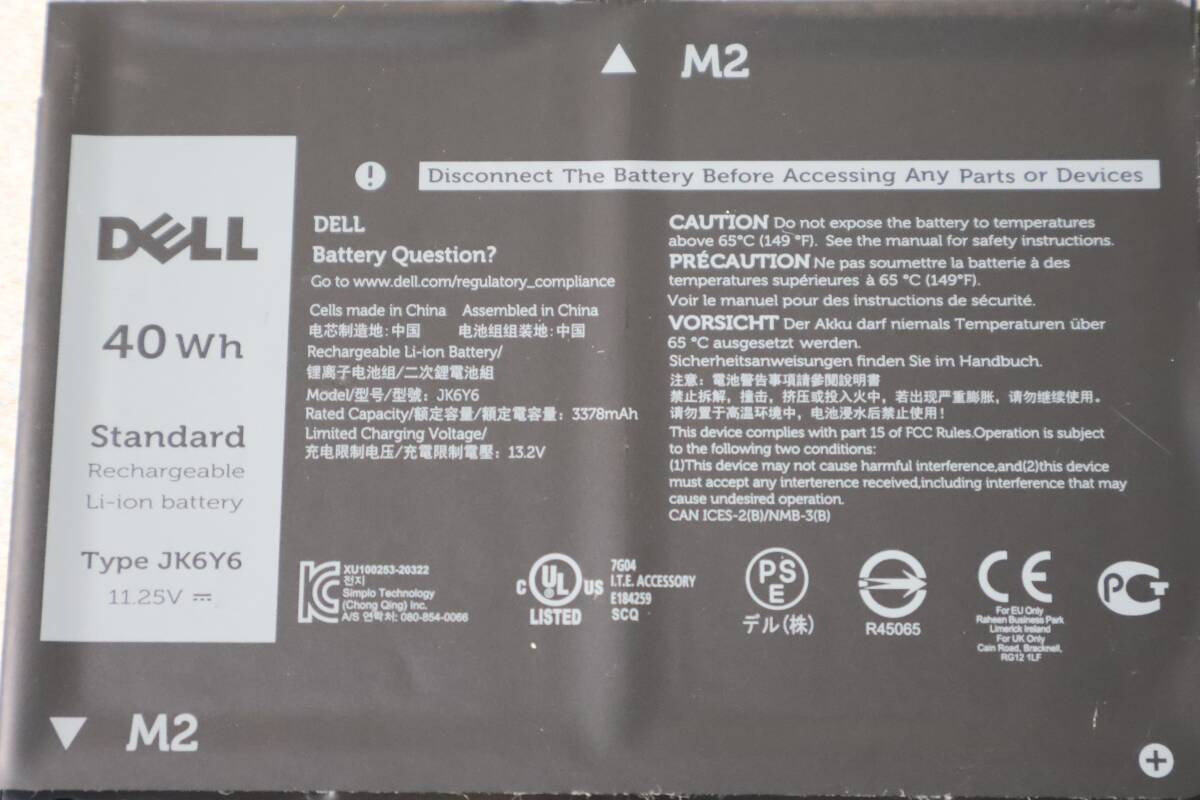 M2
Disconnect The Battery Before Accessing Any Parts or Devices
DELL
40 Wh
Standard
Rechargeable
Li-ion battery
Type JK6Y6
11.25V
DELL
Battery Question?
Go to www.dell.com/regulatory_compliance
Cells made in China Assembled in China
电芯制造地: 中国 电池组组装地: 中国
Rechargeable Li-ion Battery/
锂离子电池组/二次鋰電池組
Model/型号/型號: JK6Y6
Rated Capacity/额定容量/額定電容量: 3378mAh
Limited Charging Voltage/
充电限制电压/充電限制電壓: 13.2V
CAUTION Do not expose the battery to temperatures
above 65°C (149 °F). See the manual for safety instructions.
PRÉCAUTION Ne pas soumettre la batterie à des
temperatures supérieures à 65 °C (149°F).
Voir le manuel pour des instructions de sécurité.
VORSICHT Der Akku darf niemals Temperaturen über
65 °C ausgesetzt werden.
Sicherheitsanweisungen finden Sie im Handbuch.
注意: 電池警告事項請參閱說明書
禁止拆解，撞击，挤压或投入火中，若出现严重膨胀，请勿继续使用。
请勿置于高温环境中，电池浸水后禁止使用！
This device complies with part 15 of FCC Rules.Operation is subject
to the following two conditions:
(1)This device may not cause harmful interference,and(2)this device
must accept any interterence received,including interference that may
cause undesired operation.
CAN ICES-2(B)/NMB-3(B)
XU100253-20322
전지
Simplo Technology
(Chong Qing) Inc.
A/S 연락처: 080-854-0066
C UL US
LISTED
7G04
I.T.E. ACCESSORY
E184259
SCQ
PSE
デル(株)
R45065
CE
For EU Only
Raheen Business Park
Limerick Ireland
For UK Only
Cain Road, Bracknell,
RG12 1LF
M2